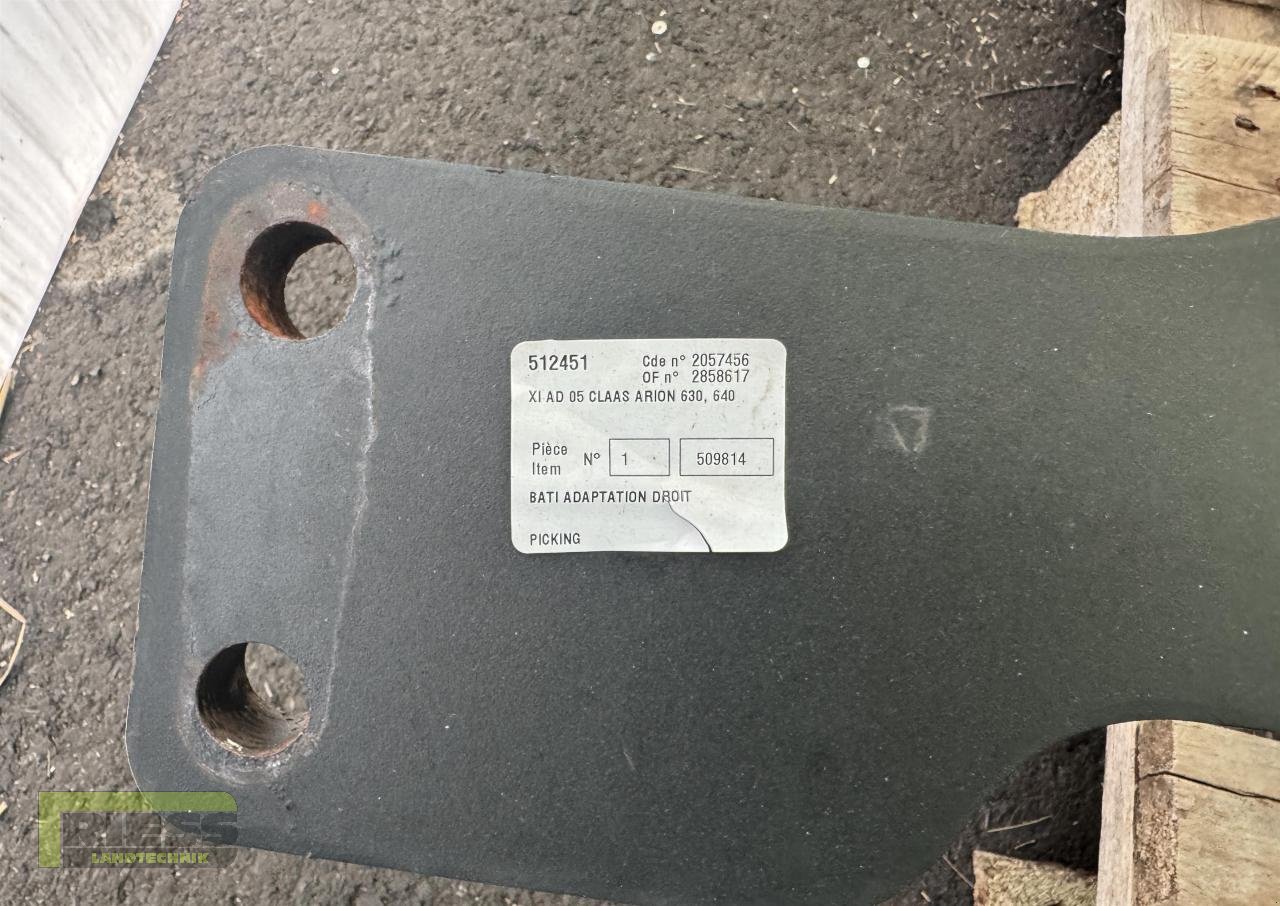 512451 Cde n° 2057456
OF n° 2858617
XI AD 05 CLAAS ARION 630, 640
Pièce
Item N° 1 509814
BATI ADAPTATION DROIT
PICKING
RIESS
LANDTECHNIK